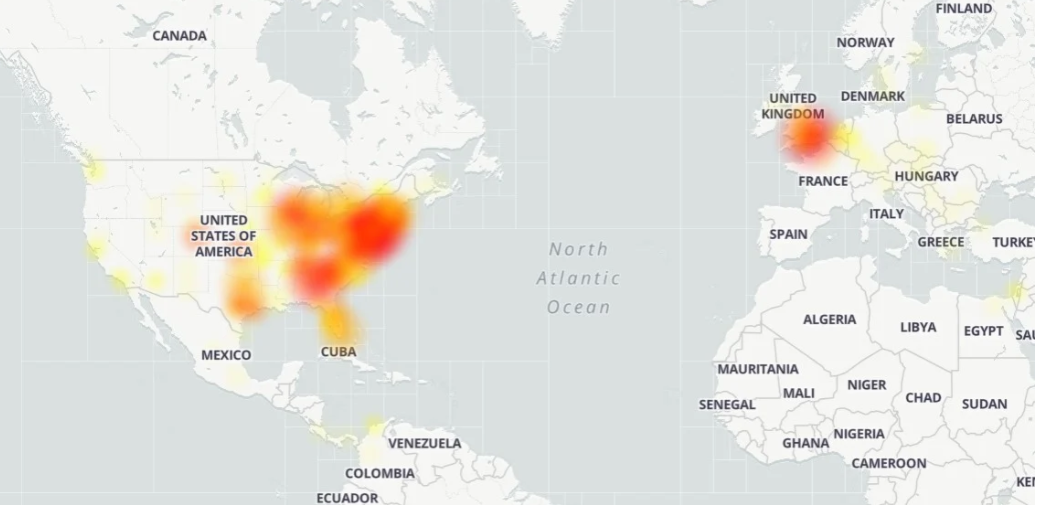 FINLAND
CANADA
NORWAY
UNITED
KINGDOM
DENMARK
BELARUS
FRANCE
HUNGARY
UNITED
STATES OF
AMERICA
ITALY
SPAIN
GREECE
TURKEY
North
Atlantic
Ocean
ALGERIA
LIBYA
EGYPT
SAU
MEXICO
CUBA
MAURITANIA
MALI
NIGER
CHAD
SUDAN
SENEGAL
GHANA
NIGERIA
VENEZUELA
CAMEROON
COLOMBIA
KEN
ECUADOR